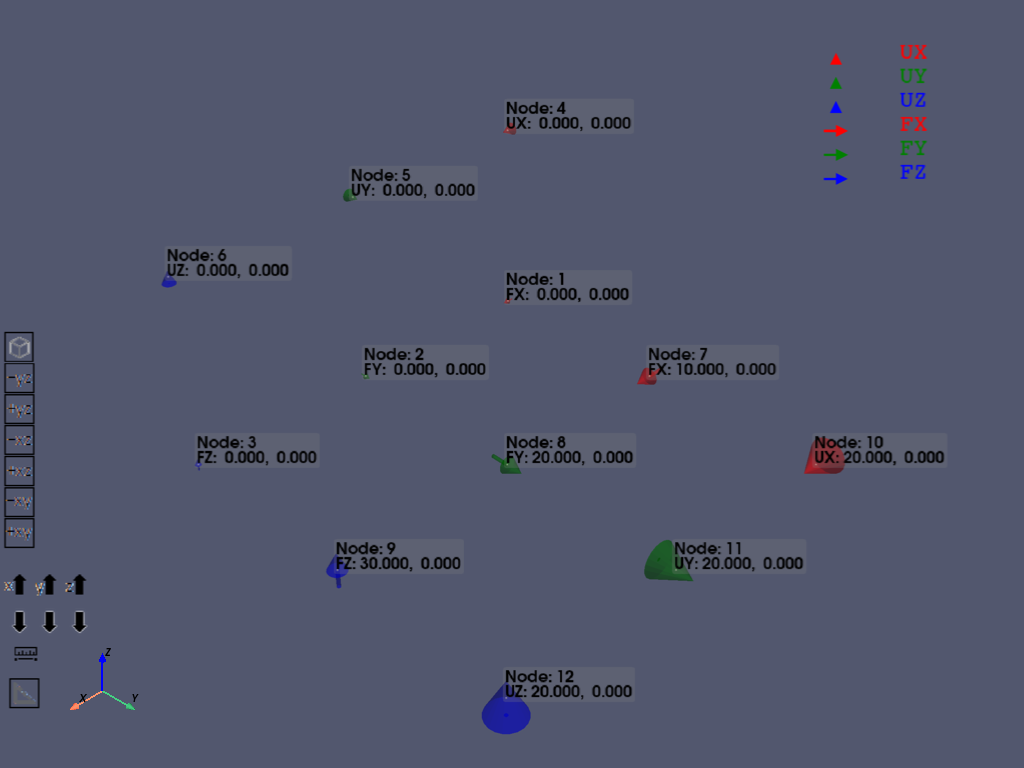 UX
UY
UZ
FX
FY
FZ
Node: 4
UX: 0.000, 0.000
Node: 5
UY: 0.000, 0.000
Node: 6
UZ: 0.000, 0.000
Node: 1
FX: 0.000, 0.000
Node: 2
FY: 0.000, 0.000
Node: 7
FX: 10.000, 0.000
Node: 3
FZ: 0.000, 0.000
Node: 8
FY: 20.000, 0.000
Node: 10
UX: 20.000, 0.000
Node: 9
FZ: 30.000, 0.000
Node: 11
UY: 20.000, 0.000
Node: 12
UZ: 20.000, 0.000
-yz
+yz
-xz
+xz
-xy
+xy
x y z
Z
X
Y